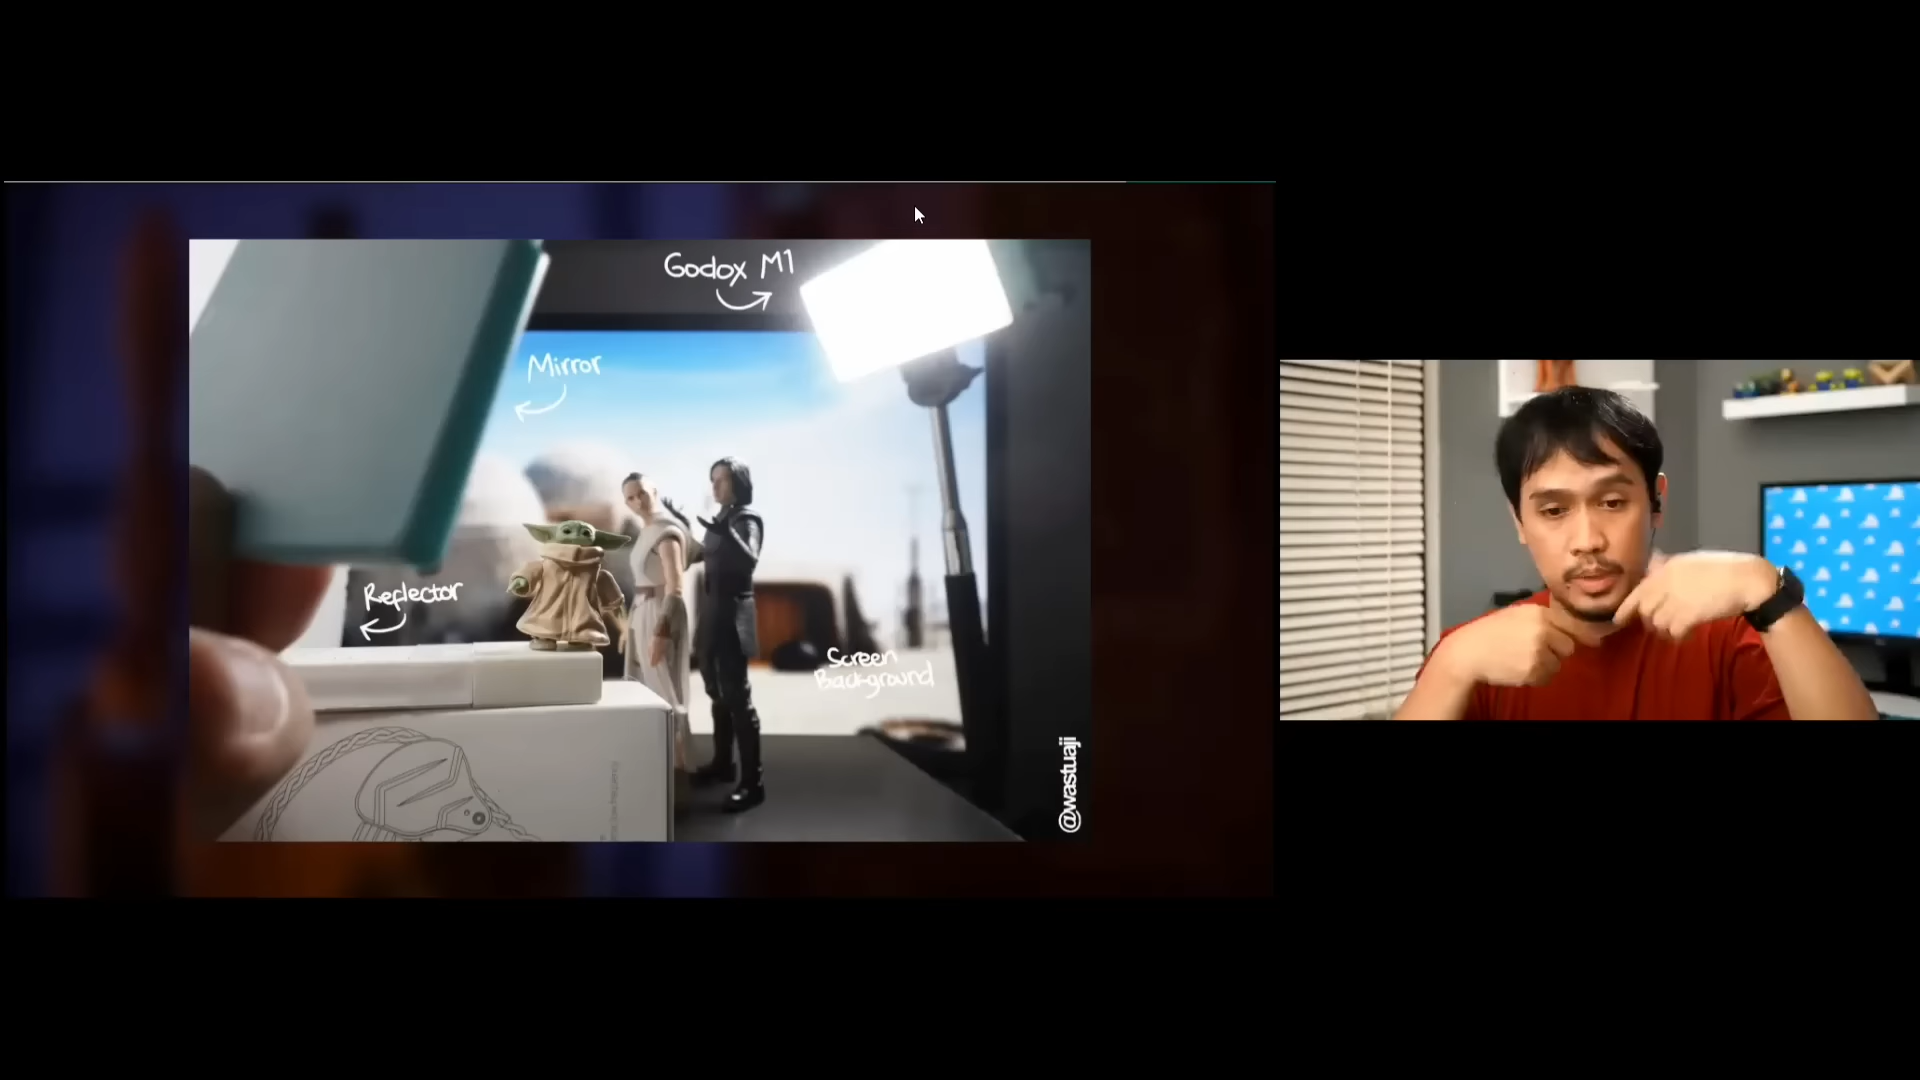 Godox M1
Mirror
Reflector
Screen
Background
@wastuaji